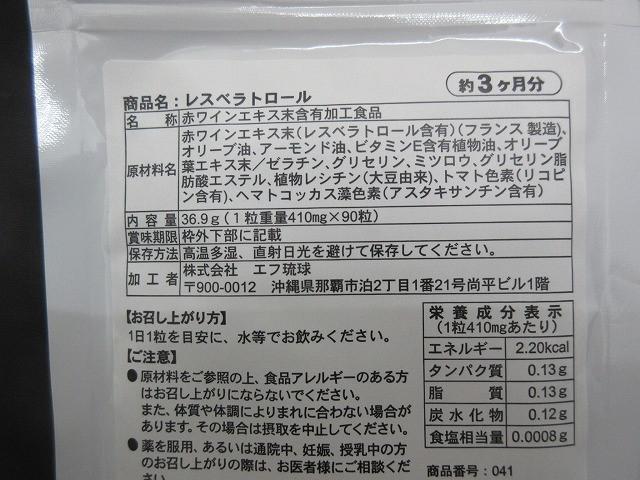 約3ヶ月分
商品名：レスベラトロール
名　称 赤ワインエキス末含有加工食品
原材料名 赤ワインエキス末(レスベラトロール含有)(フランス製造)、
オリーブ油、アーモンド油、ビタミンE含有植物油、オリーブ
葉エキス末／ゼラチン、グリセリン、ミツロウ、グリセリン脂
肪酸エステル、植物レシチン(大豆由来)、トマト色素(リコピ
ン含有)、ヘマトコッカス藻色素(アスタキサンチン含有)
内容量 36.9g(1粒重量410mg×90粒)
賞味期限 枠外下部に記載
保存方法 高温多湿、直射日光を避けて保存してください。
加工者 株式会社　エフ琉球
〒900-0012　沖縄県那覇市泊2丁目1番21号尚平ビル1階
【お召し上がり方】
1日1粒を目安に、水等でお飲みください。
【ご注意】
●原材料をご参照の上、食品アレルギーのある方
はお召し上がりにならないでください。
また、体質や体調によりまれに合わない場合が
あります。その場合は摂取を中止してください。
●薬を服用、あるいは通院中、妊娠、授乳中の方
のお召し上がりの際は、お医者様にご相談くださ
栄養成分表示
(1粒410mgあたり)
エネルギー 2.20kcal
タンパク質 0.13g
脂　質 0.13g
炭水化物 0.12g
食塩相当量 0.0008g
商品番号：041